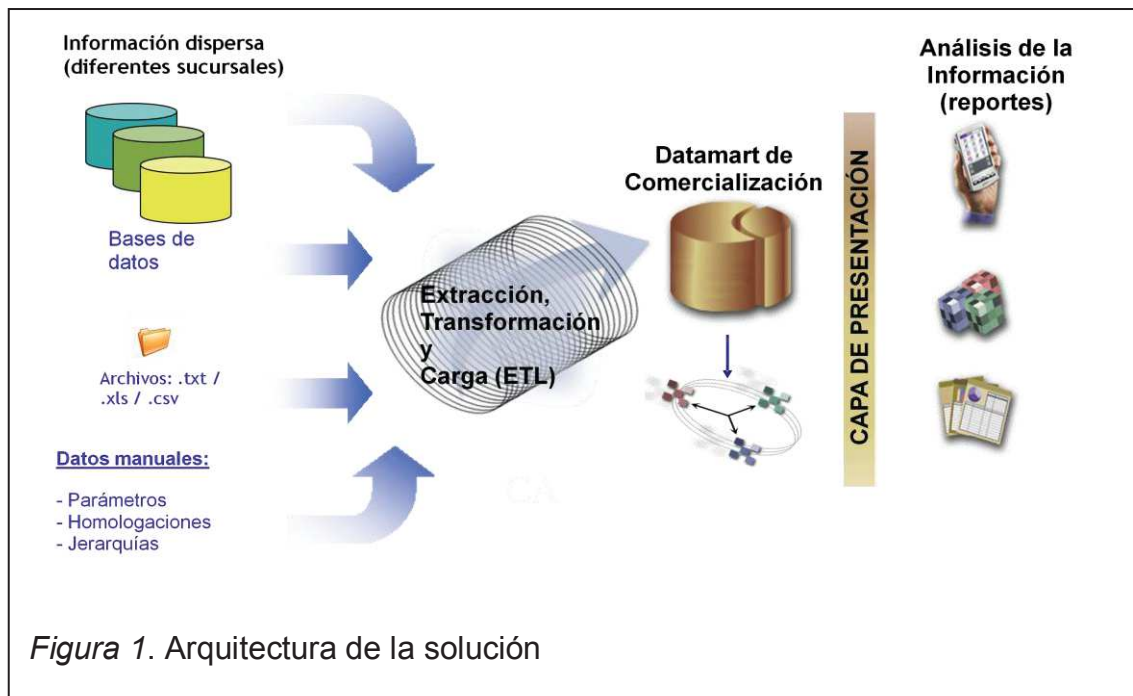 Información dispersa
(diferentes sucursales)
Bases de
datos
Archivos: .txt /
.xls / .csv
Datos manuales:
- Parámetros
- Homologaciones
- Jerarquías
Extracción,
Transformación
y
Carga (ETL)
CA
Datamart de
Comercialización
CAPA DE PRESENTACIÓN
Análisis de la
Información
(reportes)
Figura 1. Arquitectura de la solución